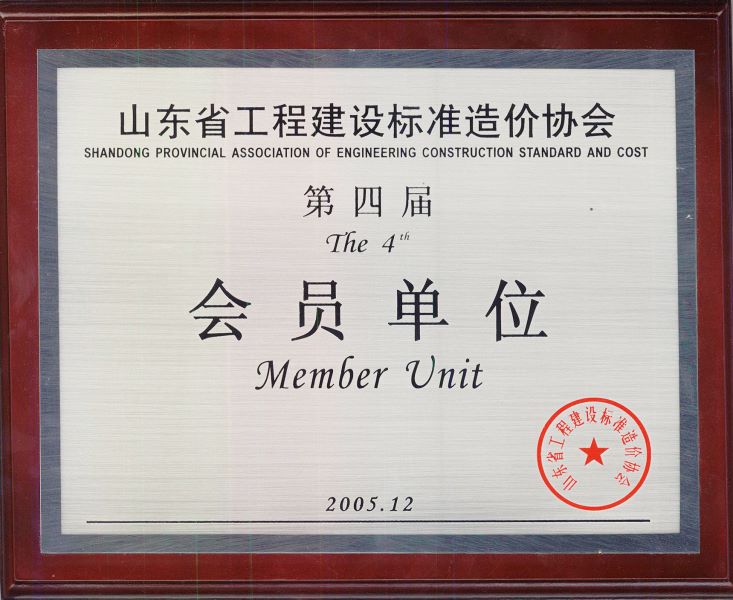 山东省工程建设标准造价协会
SHANDONG PROVINCIAL ASSOCIATION OF ENGINEERING CONSTRUCTION STANDARD AND COST
第四届
The 4th
会员单位
Member Unit
山东省工程建设标准造价协会
2005.12